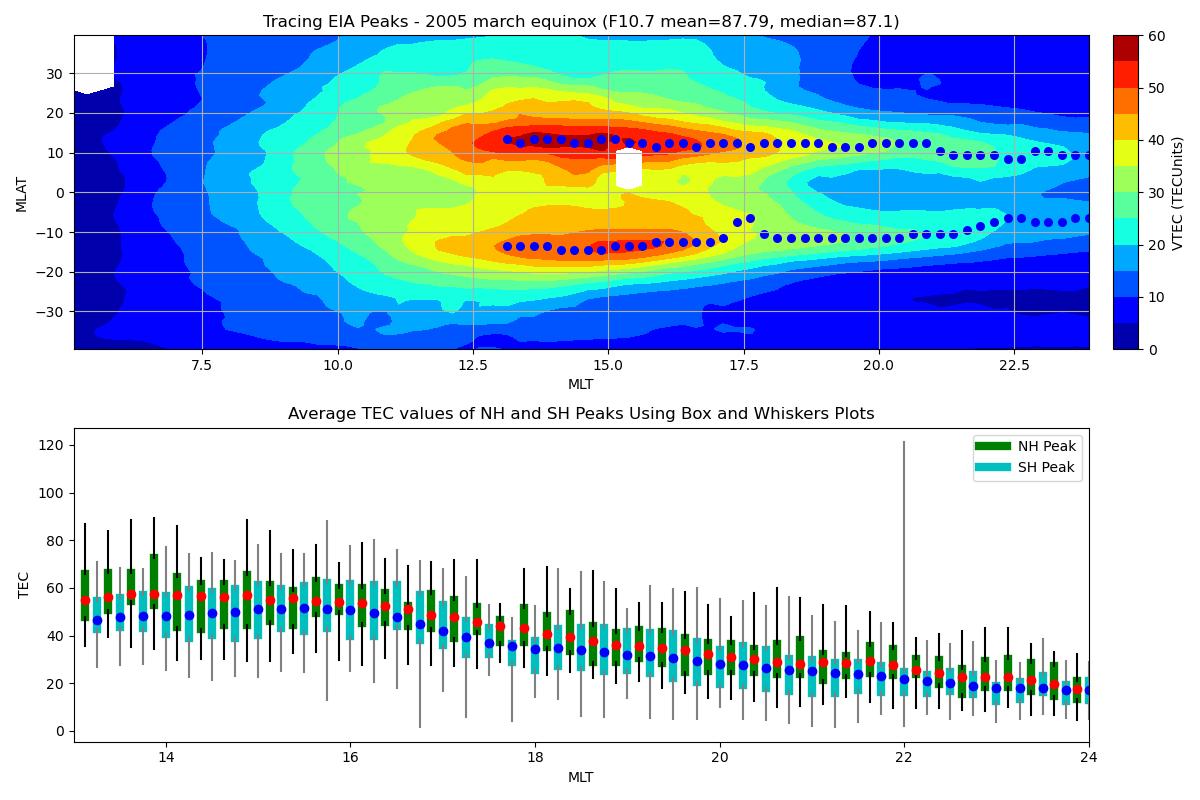 Tracing EIA Peaks - 2005 march equinox (F10.7 mean=87.79, median=87.1)
MLAT
30
20
10
0
−10
−20
−30
7.5 10.0 12.5 15.0 17.5 20.0 22.5
MLT
60
50
40
30
20
10
0
VTEC (TECUnits)
Average TEC values of NH and SH Peaks Using Box and Whiskers Plots
NH Peak
SH Peak
TEC
120
100
80
60
40
20
0
14 16 18 20 22 24
MLT